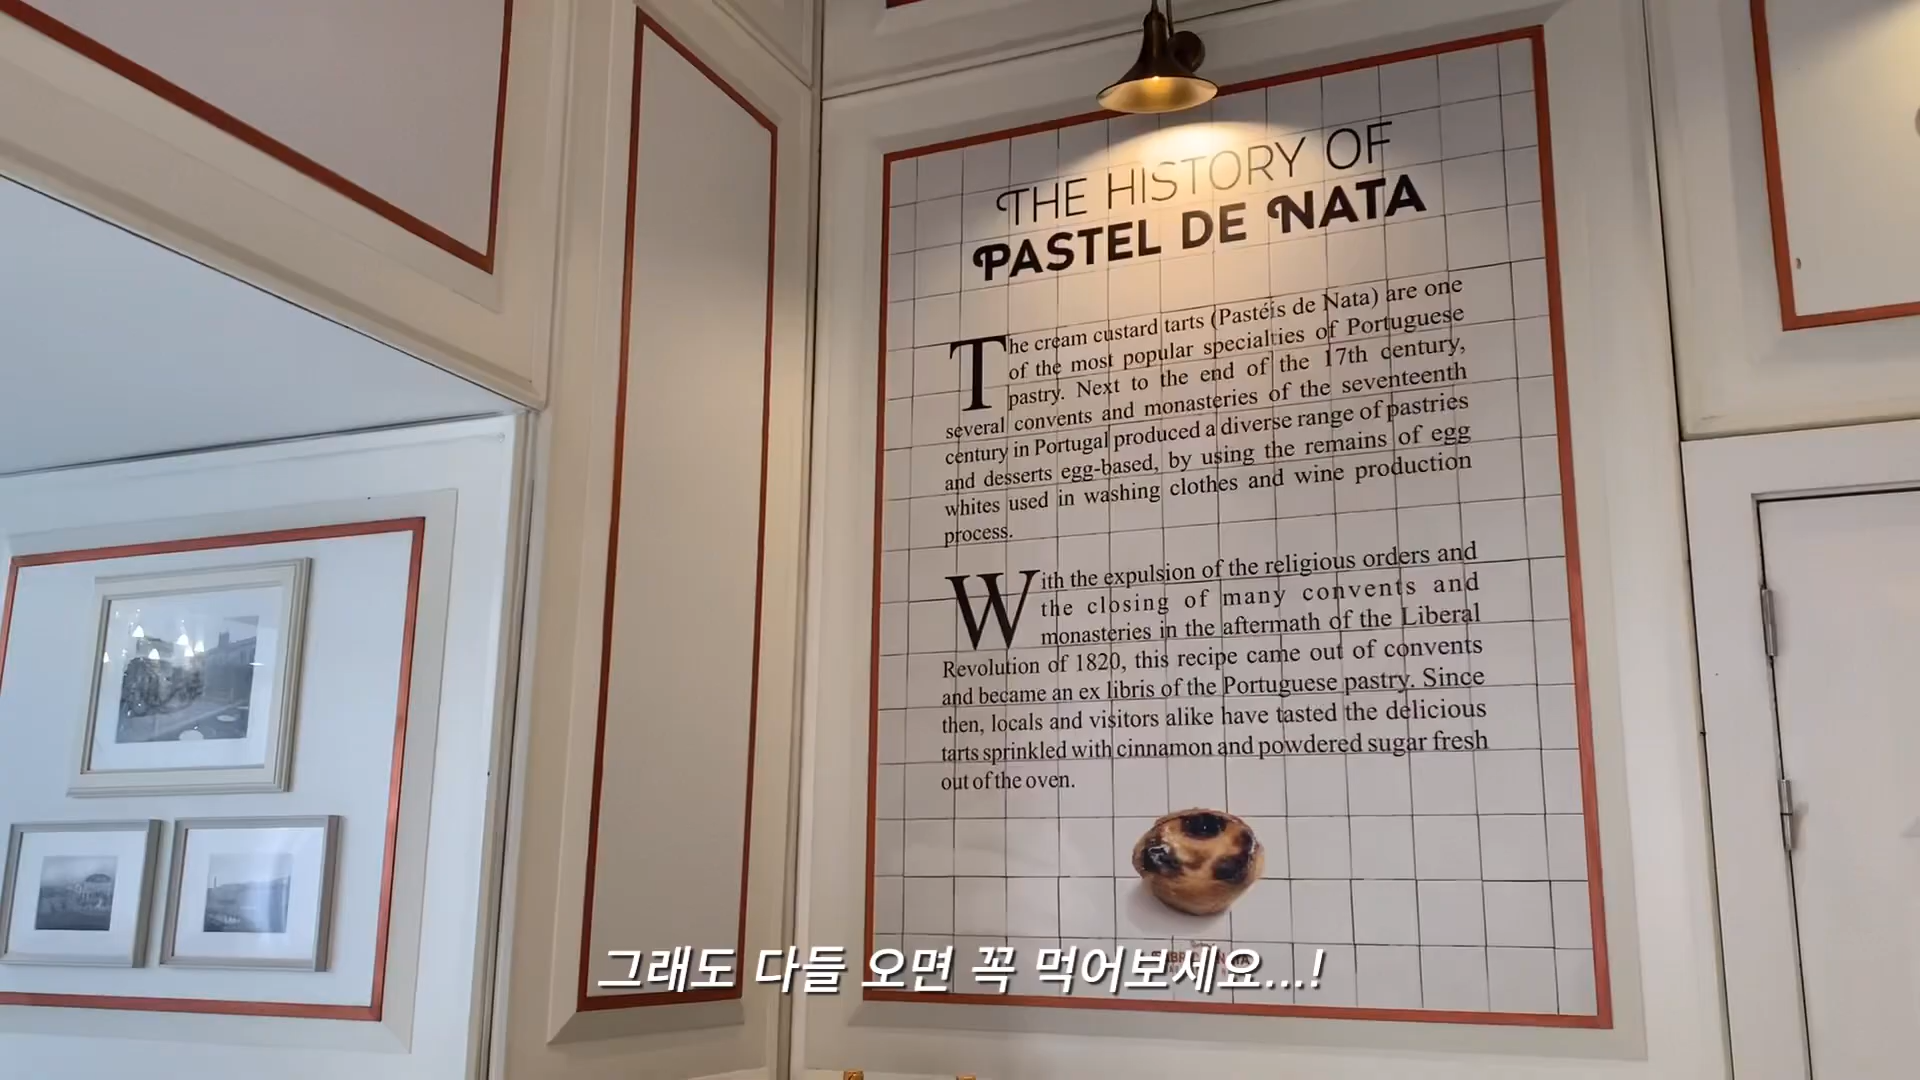 THE HISTORY OF
PASTEL DE NATA
The cream custard tarts (Pastéis de Nata) are one
of the most popular specialties of Portuguese
pastry. Next to the end of the 17th century,
several convents and monasteries of the seventeenth
century in Portugal produced a diverse range of pastries
and desserts egg-based, by using the remains of egg
whites used in washing clothes and wine production
process.
With the expulsion of the religious orders and
the closing of many convents and
monasteries in the aftermath of the Liberal
Revolution of 1820, this recipe came out of convents
and became an ex libris of the Portuguese pastry. Since
then, locals and visitors alike have tasted the delicious
tarts sprinkled with cinnamon and powdered sugar fresh
out of the oven.
그래도 다들 오면 꼭 먹어보세요...!